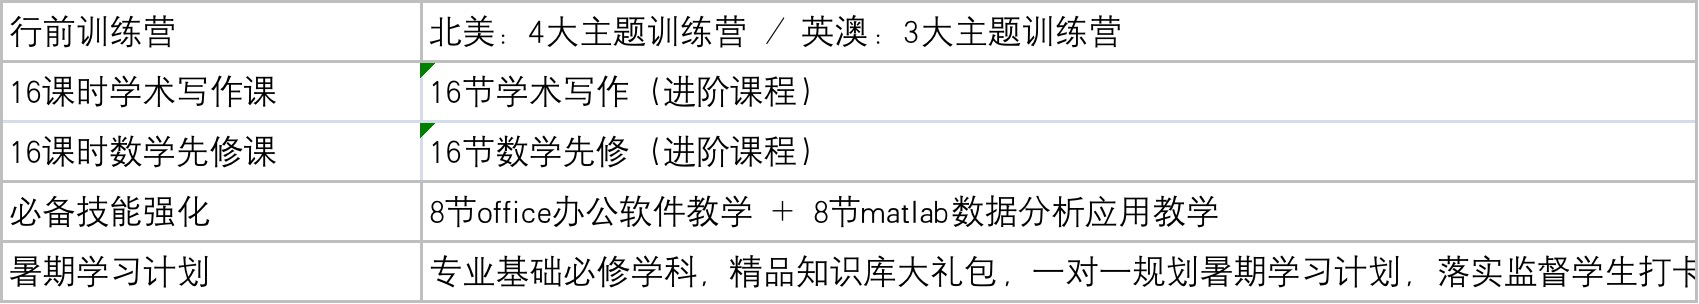 行前训练营 北美：4大主题训练营 / 英澳：3大主题训练营
16课时学术写作课 16节学术写作（进阶课程）
16课时数学先修课 16节数学先修（进阶课程）
必备技能强化 8节office办公软件教学 + 8节matlab数据分析应用教学
暑期学习计划 专业基础必修学科，精品知识库大礼包，一对一规划暑期学习计划，落实监督学生打卡